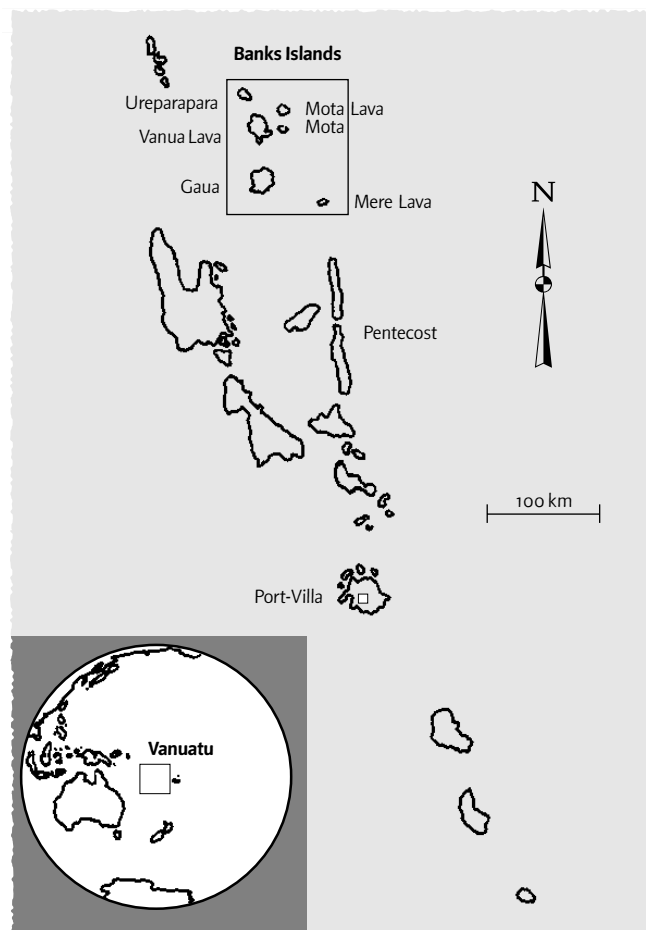 Banks Islands
Ureparapara
Mota Lava
Mota
Vanua Lava
Gaua
Mere Lava
N
Pentecost
100 km
Port-Villa
Vanuatu